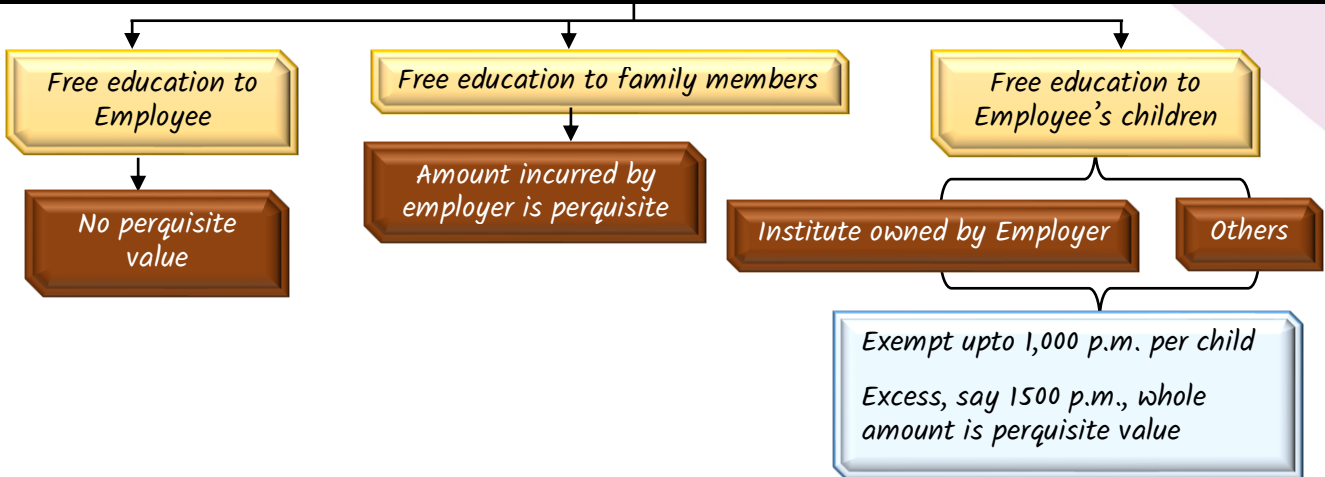 Free education to
Employee
No perquisite
value
Free education to family members
Amount incurred by
employer is perquisite
Free education to
Employee's children
Institute owned by Employer
Others
Exempt upto 1,000 p.m. per child
Excess, say 1500 p.m., whole
amount is perquisite value